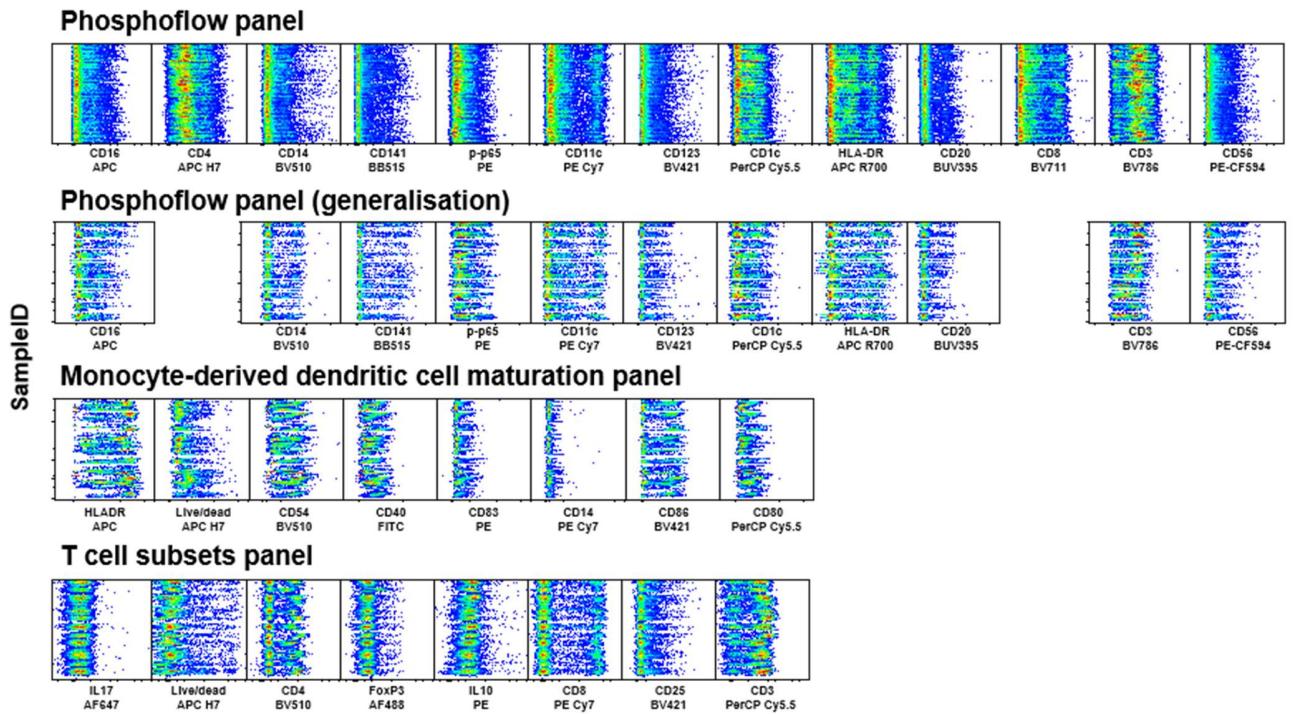 Phosphoflow panel
CD16 CD4 CD14 CD141 p-p65 CD11c CD123 CD1c HLA-DR CD20 CD8 CD3 CD56
APC APC H7 BV510 BB515 PE PE Cy7 BV421 PerCP Cy5.5 APC R700 BUV395 BV711 BV786 PE-CF594
Phosphoflow panel (generalisation)
CD16 CD14 CD141 p-p65 CD11c CD123 CD1c HLA-DR CD20 CD3 CD56
APC BV510 BB515 PE PE Cy7 BV421 PerCP Cy5.5 APC R700 BUV395 BV786 PE-CF594
SampleID
Monocyte-derived dendritic cell maturation panel
HLADR Live/dead CD54 CD40 CD83 CD14 CD86 CD80
APC APC H7 BV510 FITC PE PE Cy7 BV421 PerCP Cy5.5
T cell subsets panel
IL17 Live/dead CD4 FoxP3 IL10 CD8 CD25 CD3
AF647 APC H7 BV510 AF488 PE PE Cy7 BV421 PerCP Cy5.5